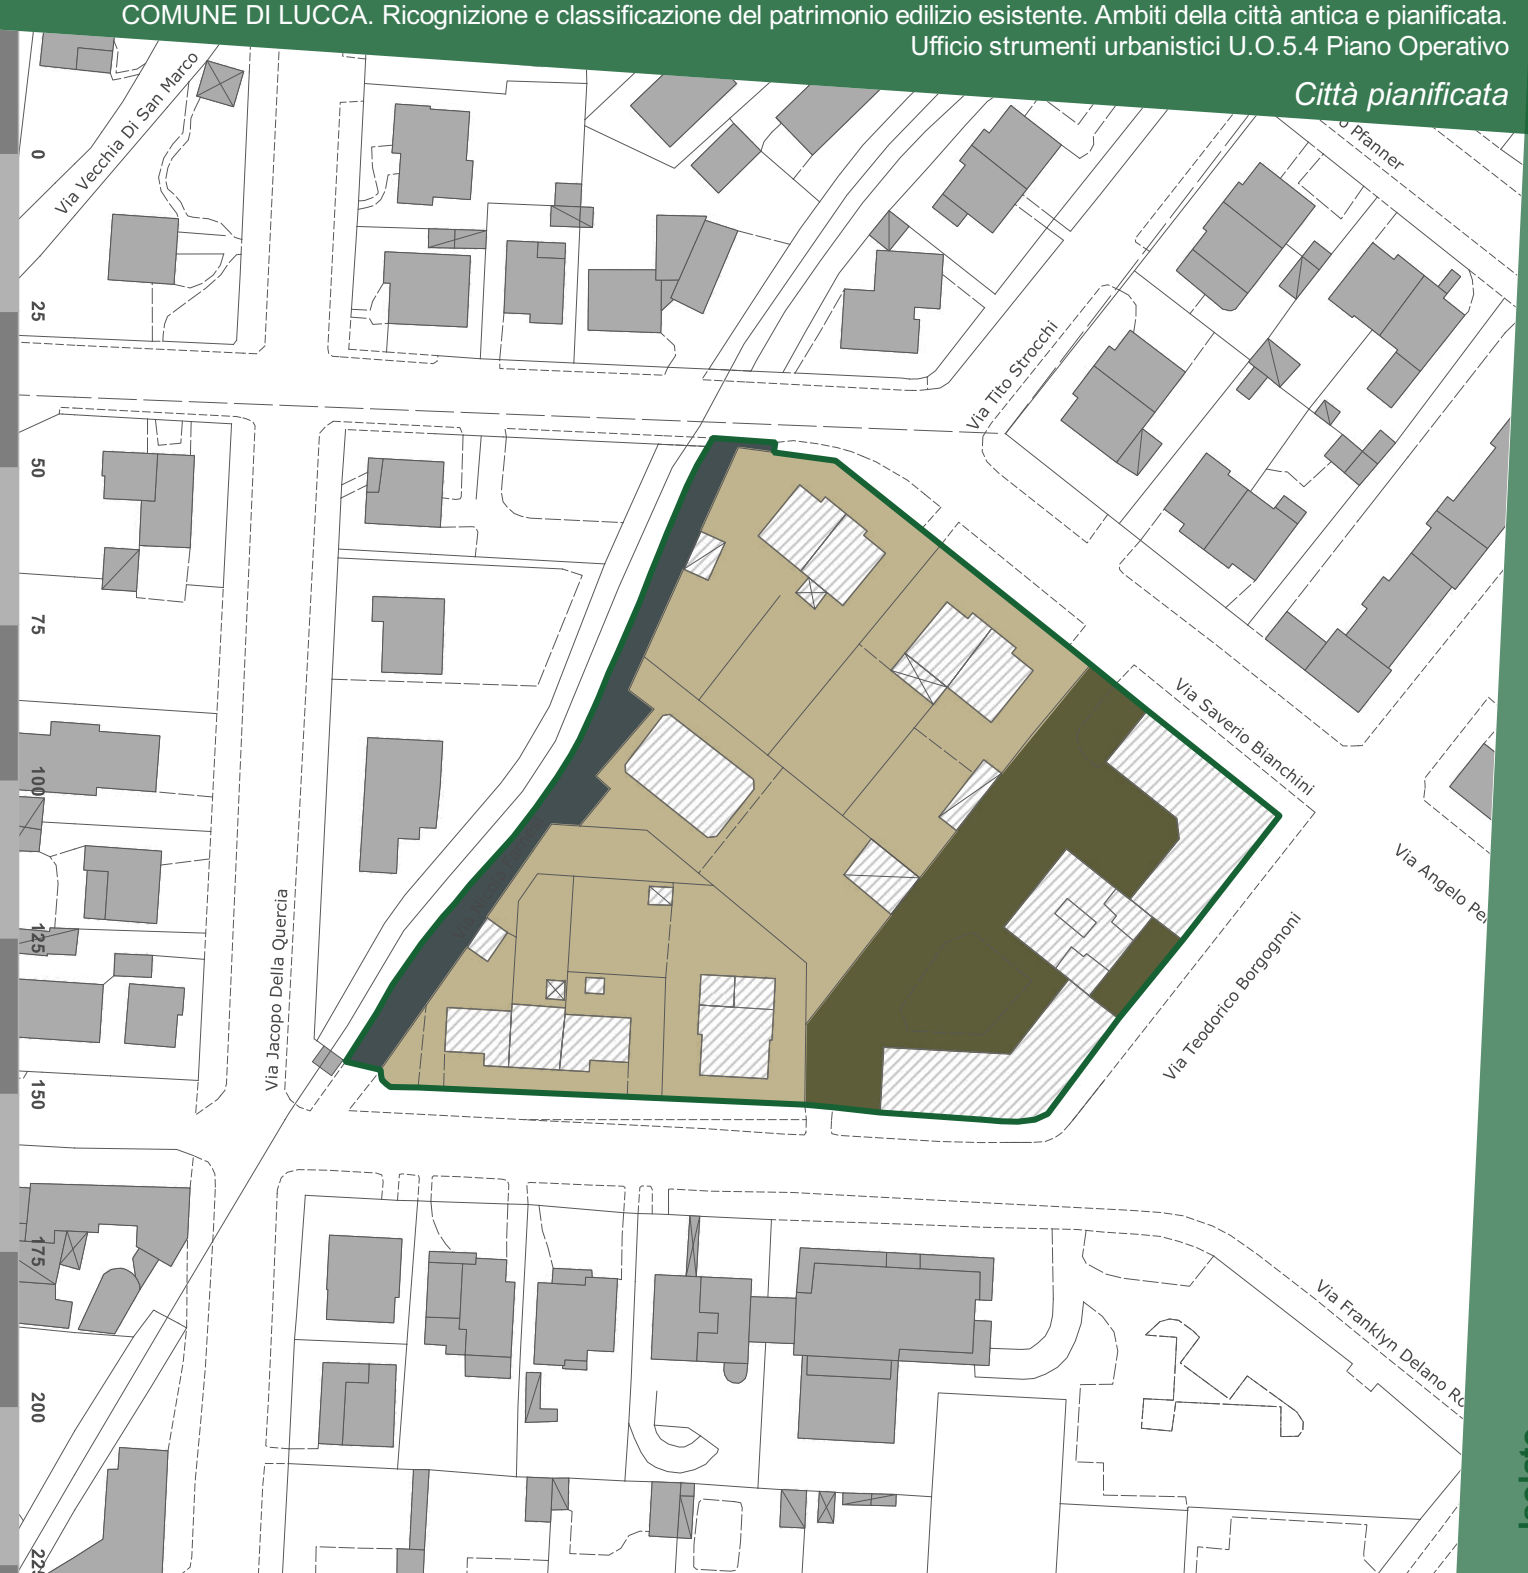 COMUNE DI LUCCA. Ricognizione e classificazione del patrimonio edilizio esistente. Ambiti della città antica e pianificata.
Ufficio strumenti urbanistici U.O.5.4 Piano Operativo
Città pianificata
Via Vecchia Di San Marco
Pfanner
0
25
Via Tito Strocchi
50
75
Via Saverio Bianchini
100
Via Angelo
125
Via Jacopo Della Quercia
Via Teodorico Borgognoni
150
175
Via Franklyn Delano
200